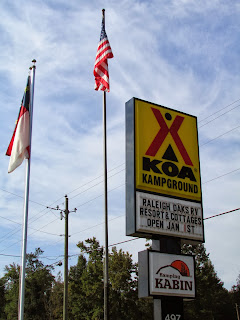 KOA
KAMPGROUND
RALEIGH OAKS RV
RESORT & COTTAGES
OPEN JAN 1ST
Kamping
KABIN
497